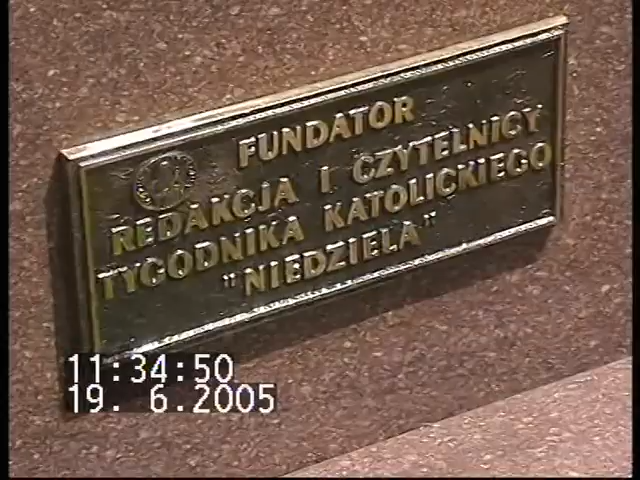 FUNDATOR
REDAKCJA I CZYTELNICY
TYGODNIKA KATOLICKIEGO
"NIEDZIELA"
11:34:50
19. 6.2005